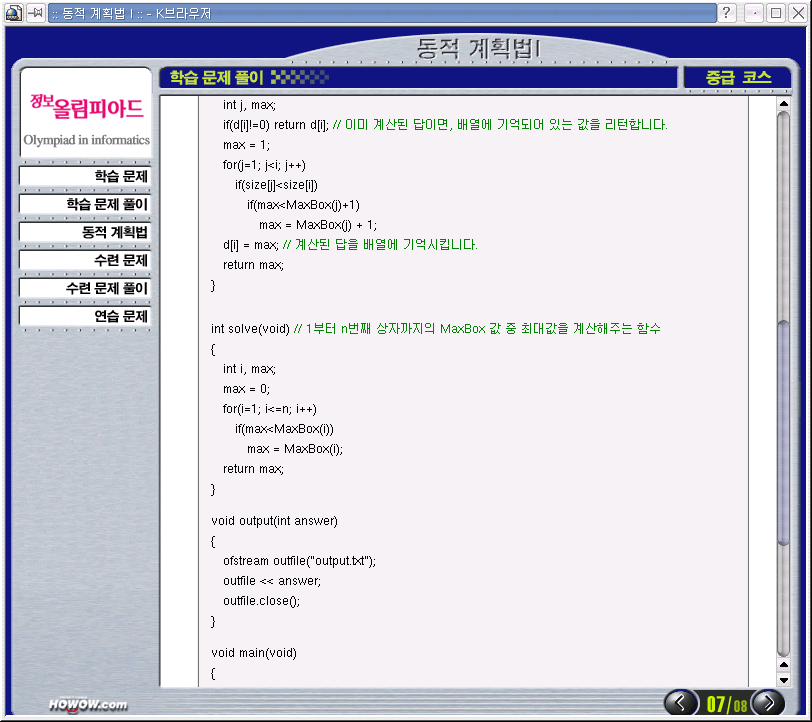 :: 동적 계획법 I :: - K브라우저
동적 계획법I
학습 문제 풀이
중급 코스
정보올림피아드
Olympiad in informatics
학습 문제
학습 문제 풀이
동적 계획법
수련 문제
수련 문제 풀이
연습 문제
int j, max;
if(d[i]!=0) return d[i]; // 이미 계산된 답이면, 배열에 기억되어 있는 값을 리턴합니다.
max = 1;
for(j=1; j<i; j++)
if(size[j]<size[i])
if(max<MaxBox(j)+1)
max = MaxBox(j) + 1;
d[i] = max; // 계산된 답을 배열에 기억시킵니다.
return max;
}
int solve(void) // 1부터 n번째 상자까지의 MaxBox 값 중 최대값을 계산해주는 함수
{
int i, max;
max = 0;
for(i=1; i<=n; i++)
if(max<MaxBox(i))
max = MaxBox(i);
return max;
}
void output(int answer)
{
ofstream outfile("output.txt");
outfile << answer;
outfile.close();
}
void main(void)
{
HOWOW.com
07/08